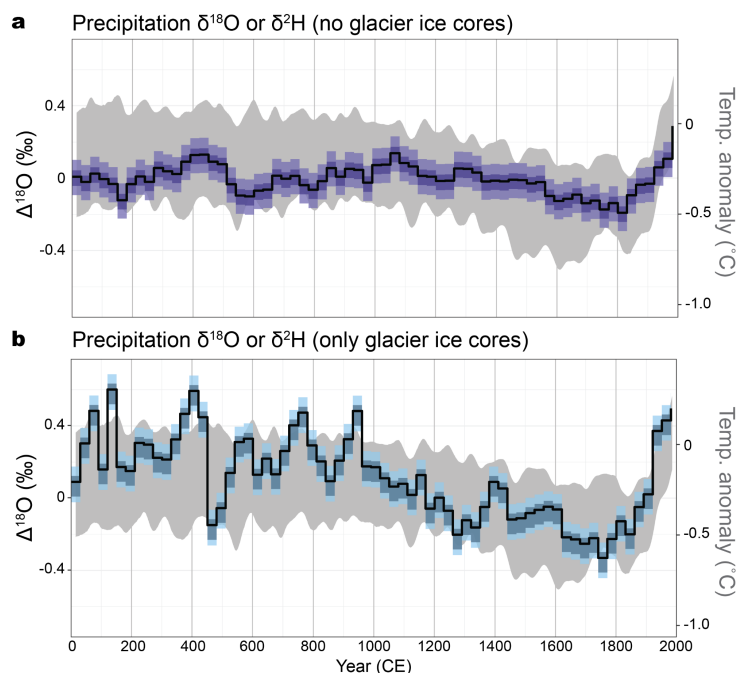 a Precipitation δ¹⁸O or δ²H (no glacier ice cores)
0.4
0
-0.4
Δ¹⁸O (‰)
0
-0.5
-1.0
Temp. anomaly (°C)
b Precipitation δ¹⁸O or δ²H (only glacier ice cores)
0.4
0
-0.4
Δ¹⁸O (‰)
0
-0.5
-1.0
Temp. anomaly (°C)
0 200 400 600 800 1000 1200 1400 1600 1800 2000
Year (CE)